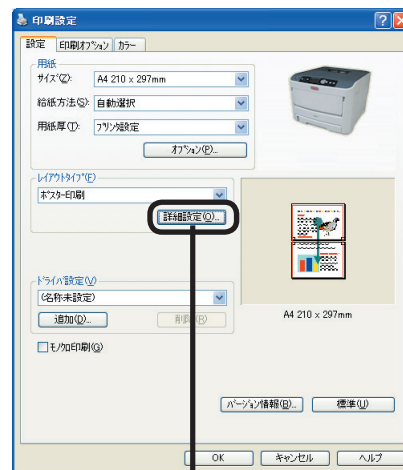 印刷設定
設定 印刷オプション カラー
用紙
サイズ(Z): A4 210 x 297mm
給紙方法(S): 自動選択
用紙厚(T): プリンタ設定
オプション(P)...
レイアウトタイプ(E)
ポスター印刷
詳細設定(O)...
ドライバ設定(V)
(名称未設定)
追加(D)... 削除(R)
A4 210 x 297mm
モノクロ印刷(G)
バージョン情報(B)... 標準(U)
OK キャンセル ヘルプ